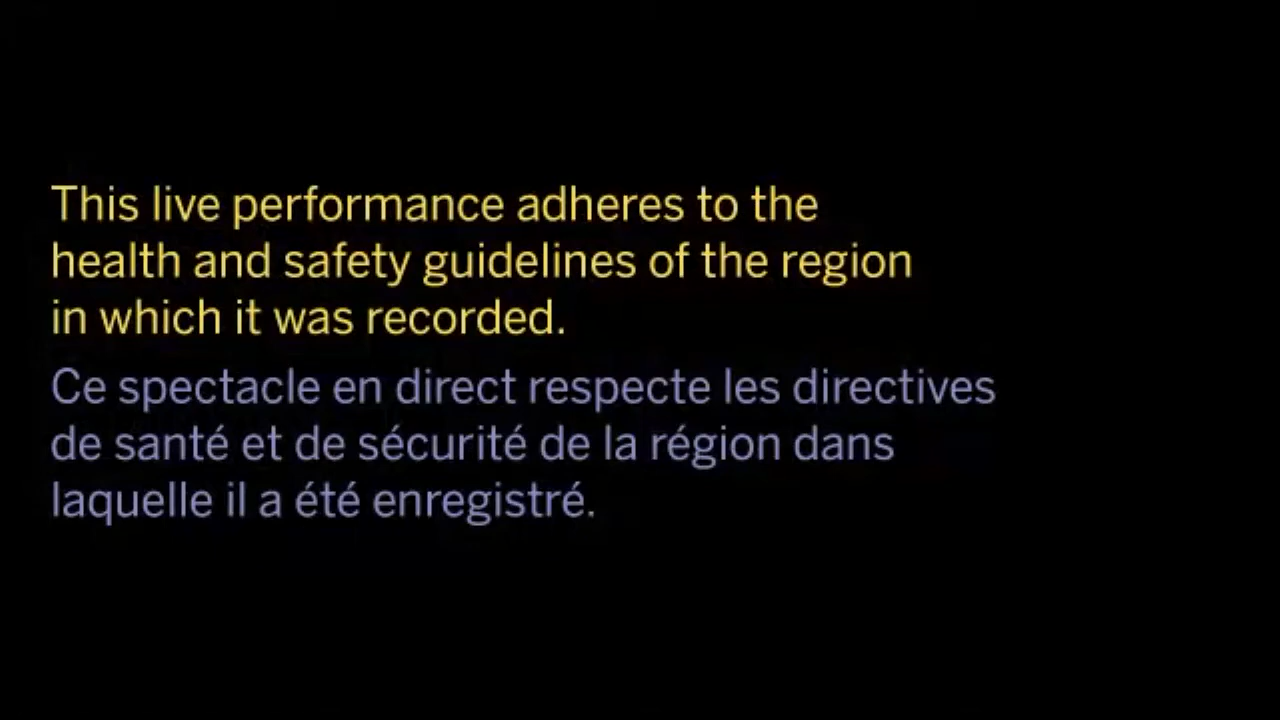 This live performance adheres to the
health and safety guidelines of the region
in which it was recorded.
Ce spectacle en direct respecte les directives
de santé et de sécurité de la région dans
laquelle il a été enregistré.